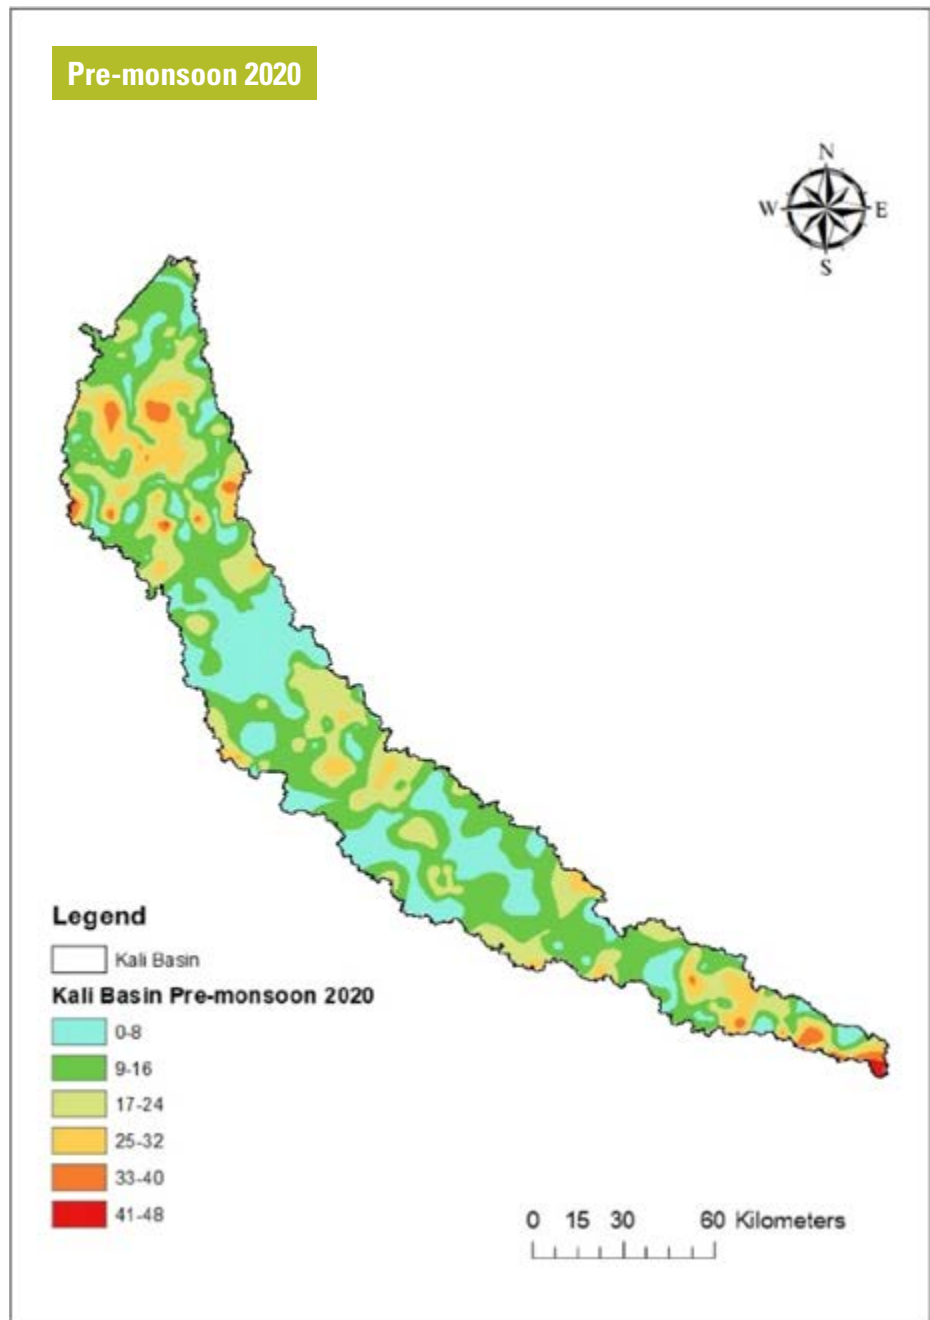 Pre-monsoon 2020
N
W E
S
Legend
Kali Basin
Kali Basin Pre-monsoon 2020
0-8
9-16
17-24
25-32
33-40
41-48
0 15 30 60 Kilometers